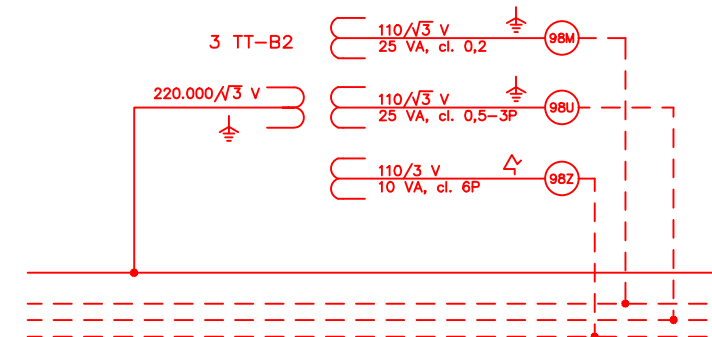 3 TT-B2
110/√3 V
25 VA, cl. 0,2
98M
220.000/√3 V
110/√3 V
25 VA, cl. 0,5-3P
98U
110/3 V
10 VA, cl. 6P
98Z